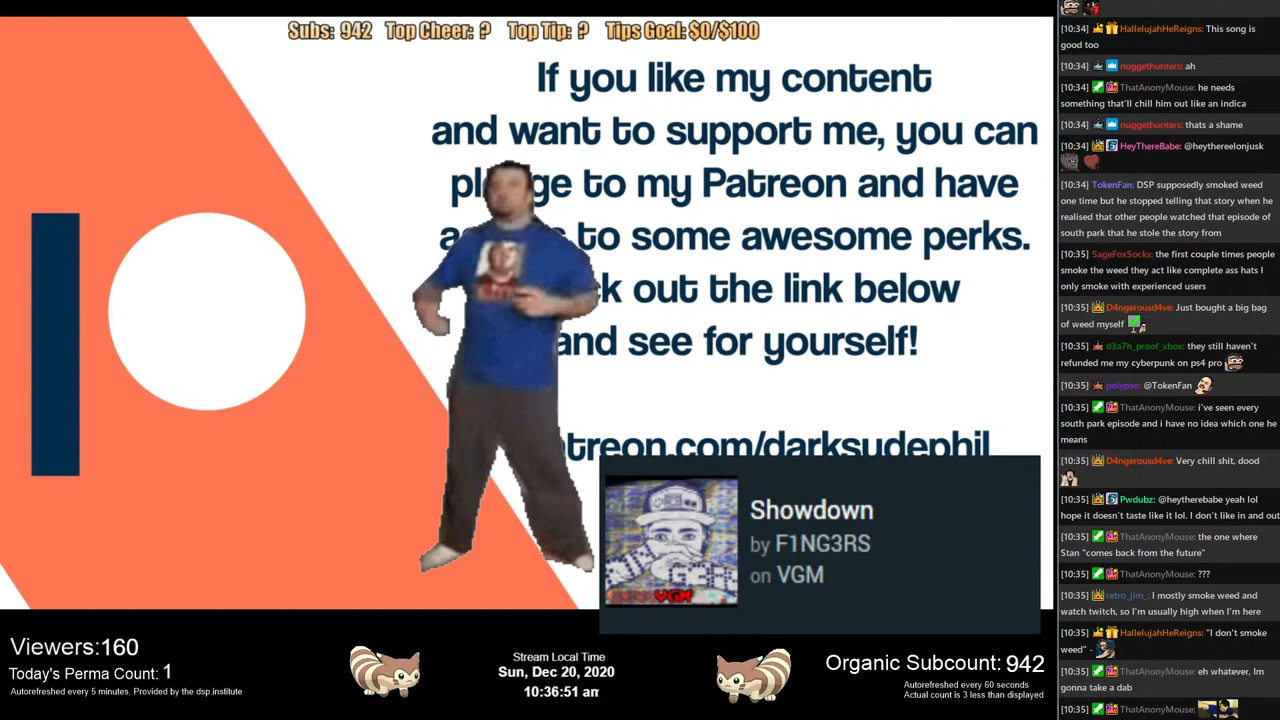 Subs: 942 Top Cheer: ? Top Tip: ? Tips Goal: $0/$100
If you like my content
and want to support me, you can
pl ge to my Patreon and have
a s to some awesome perks.
k out the link below
and see for yourself!
atreon.com/darksydephil
Showdown
by F1NG3RS
on VGM
VGM
Viewers:160
Today's Perma Count: 1
Autorefreshed every 5 minutes, Provided by the dsp institute
Stream Local Time
Sun, Dec 20, 2020
10:36:51 am
Organic Subcount: 942
Autorefreshed every 60 seconds
Actual count is 3 less than displayed
[10:34] HallelujahHeReigns: This song is
good too
[10:34] nuggethunters: ah
[10:34] ThatAnonyMouse: he needs
something that'll chill him out like an indica
[10:34] nuggethunters: thats a shame
[10:34] HeyThereBabe: @heythereelonjusk
[10:34] TokenFan: DSP supposedly smoked weed
one time but he stopped telling that story when he
realised that other people watched that episode of
south park that he stole the story from
[10:35] SageFoxSocks: the first couple times people
smoke the weed they act like complete ass hats I
only smoke with experienced users
[10:35] D4ngerousd4ve: Just bought a big bag
of weed myself
[10:35] d3a7h_proof_xbox: they still haven't
refunded me my cyberpunk on ps4 pro
[10:35] polypso: @TokenFan
[10:35] ThatAnonyMouse: i've seen every
south park episode and i have no idea which one he
means
[10:35] D4ngerousd4ve: Very chill shit, dood
[10:35] Pwdubz: @heytherebabe yeah lol
hope it doesn't taste like it lol. I don't like in and out
[10:35] ThatAnonyMouse: the one where
Stan "comes back from the future"
[10:35] ThatAnonyMouse: ???
[10:35] retro_jim_: I mostly smoke weed and
watch twitch, so I'm usually high when I'm here
[10:35] HallelujahHeReigns: "I don't smoke
weed" -
[10:35] ThatAnonyMouse: eh whatever, Im
gonna take a dab
[10:35] ThatAnonyMouse: